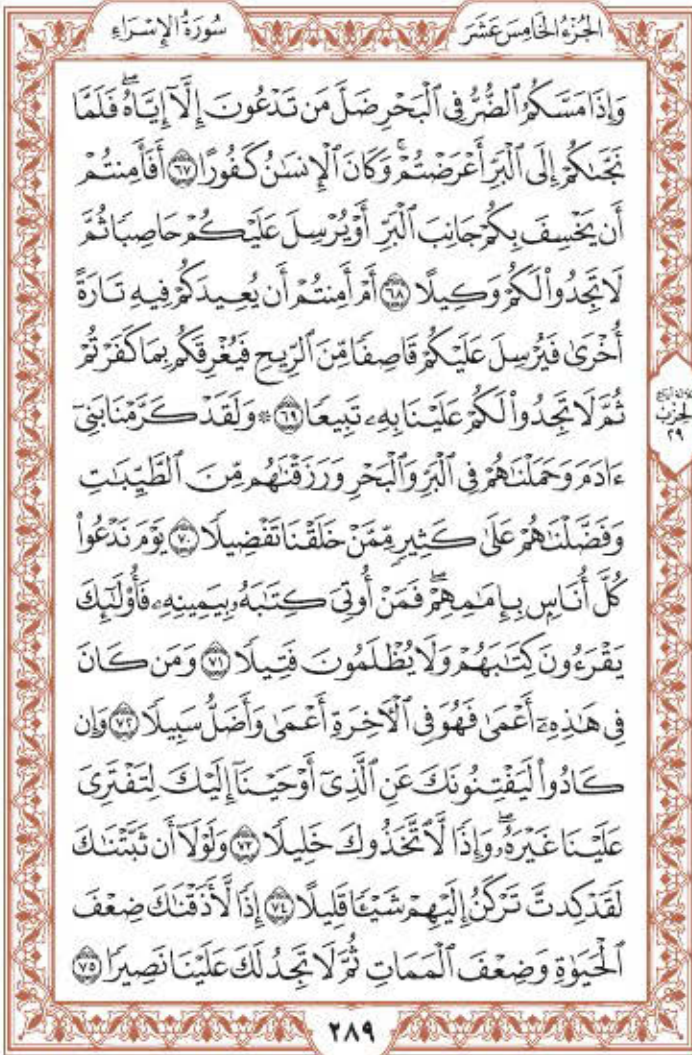 الجُزْءُ الخَامِسَ عَشَرَ
سُورَةُ الإِسْرَاءِ
وَإِذَا مَسَّكُمُ ٱلضُّرُّ فِى ٱلْبَحْرِ ضَلَّ مَن تَدْعُونَ إِلَّآ إِيَّاهُ ۖ فَلَمَّا
نَجَّىٰكُمْ إِلَى ٱلْبَرِّ أَعْرَضْتُمْ ۚ وَكَانَ ٱلْإِنسَٰنُ كَفُورًا ٦٧ أَفَأَمِنتُمْ
أَن يَخْسِفَ بِكُمْ جَانِبَ ٱلْبَرِّ أَوْ يُرْسِلَ عَلَيْكُمْ حَاصِبًا ثُمَّ
لَا تَجِدُوا۟ لَكُمْ وَكِيلًا ٦٨ أَمْ أَمِنتُمْ أَن يُعِيدَكُمْ فِيهِ تَارَةً
أُخْرَىٰ فَيُرْسِلَ عَلَيْكُمْ قَاصِفًا مِّنَ ٱلرِّيحِ فَيُغْرِقَكُم بِمَا كَفَرْتُمْ
ثُمَّ لَا تَجِدُوا۟ لَكُمْ عَلَيْنَا بِهِۦ تَبِيعًا ٦٩ ۞ وَلَقَدْ كَرَّمْنَا بَنِىٓ
ءَادَمَ وَحَمَلْنَٰهُمْ فِى ٱلْبَرِّ وَٱلْبَحْرِ وَرَزَقْنَٰهُم مِّنَ ٱلطَّيِّبَٰتِ
وَفَضَّلْنَٰهُمْ عَلَىٰ كَثِيرٍ مِّمَّنْ خَلَقْنَا تَفْضِيلًا ٧٠ يَوْمَ نَدْعُوا۟
كُلَّ أُنَاسٍۭ بِإِمَٰمِهِمْ ۖ فَمَنْ أُوتِىَ كِتَٰبَهُۥ بِيَمِينِهِۦ فَأُو۟لَٰٓئِكَ
يَقْرَءُونَ كِتَٰبَهُمْ وَلَا يُظْلَمُونَ فَتِيلًا ٧١ وَمَن كَانَ
فِى هَٰذِهِۦٓ أَعْمَىٰ فَهُوَ فِى ٱلْءَاخِرَةِ أَعْمَىٰ وَأَضَلُّ سَبِيلًا ٧٢ وَإِن
كَادُوا۟ لَيَفْتِنُونَكَ عَنِ ٱلَّذِىٓ أَوْحَيْنَآ إِلَيْكَ لِتَفْتَرِىَ
عَلَيْنَا غَيْرَهُۥ ۖ وَإِذًا لَّٱتَّخَذُوكَ خَلِيلًا ٧٣ وَلَوْلَآ أَن ثَبَّتْنَٰكَ
لَقَدْ كِدتَّ تَرْكَنُ إِلَيْهِمْ شَيْـًٔا قَلِيلًا ٧٤ إِذًا لَّأَذَقْنَٰكَ ضِعْفَ
ٱلْحَيَوٰةِ وَضِعْفَ ٱلْمَمَاتِ ثُمَّ لَا تَجِدُ لَكَ عَلَيْنَا نَصِيرًا ٧٥
الحزب
٢٩
٢٨٩